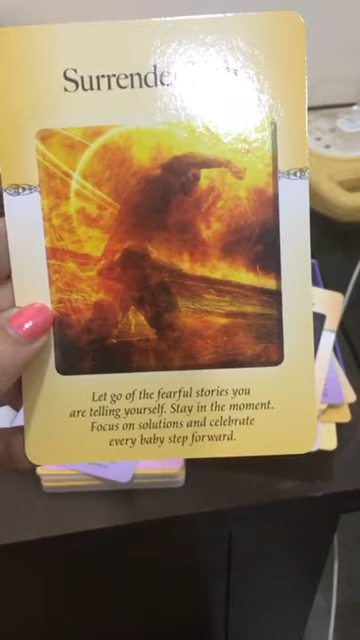 Surrende
Let go of the fearful stories you
are telling yourself. Stay in the moment.
Focus on solutions and celebrate
every baby step forward.